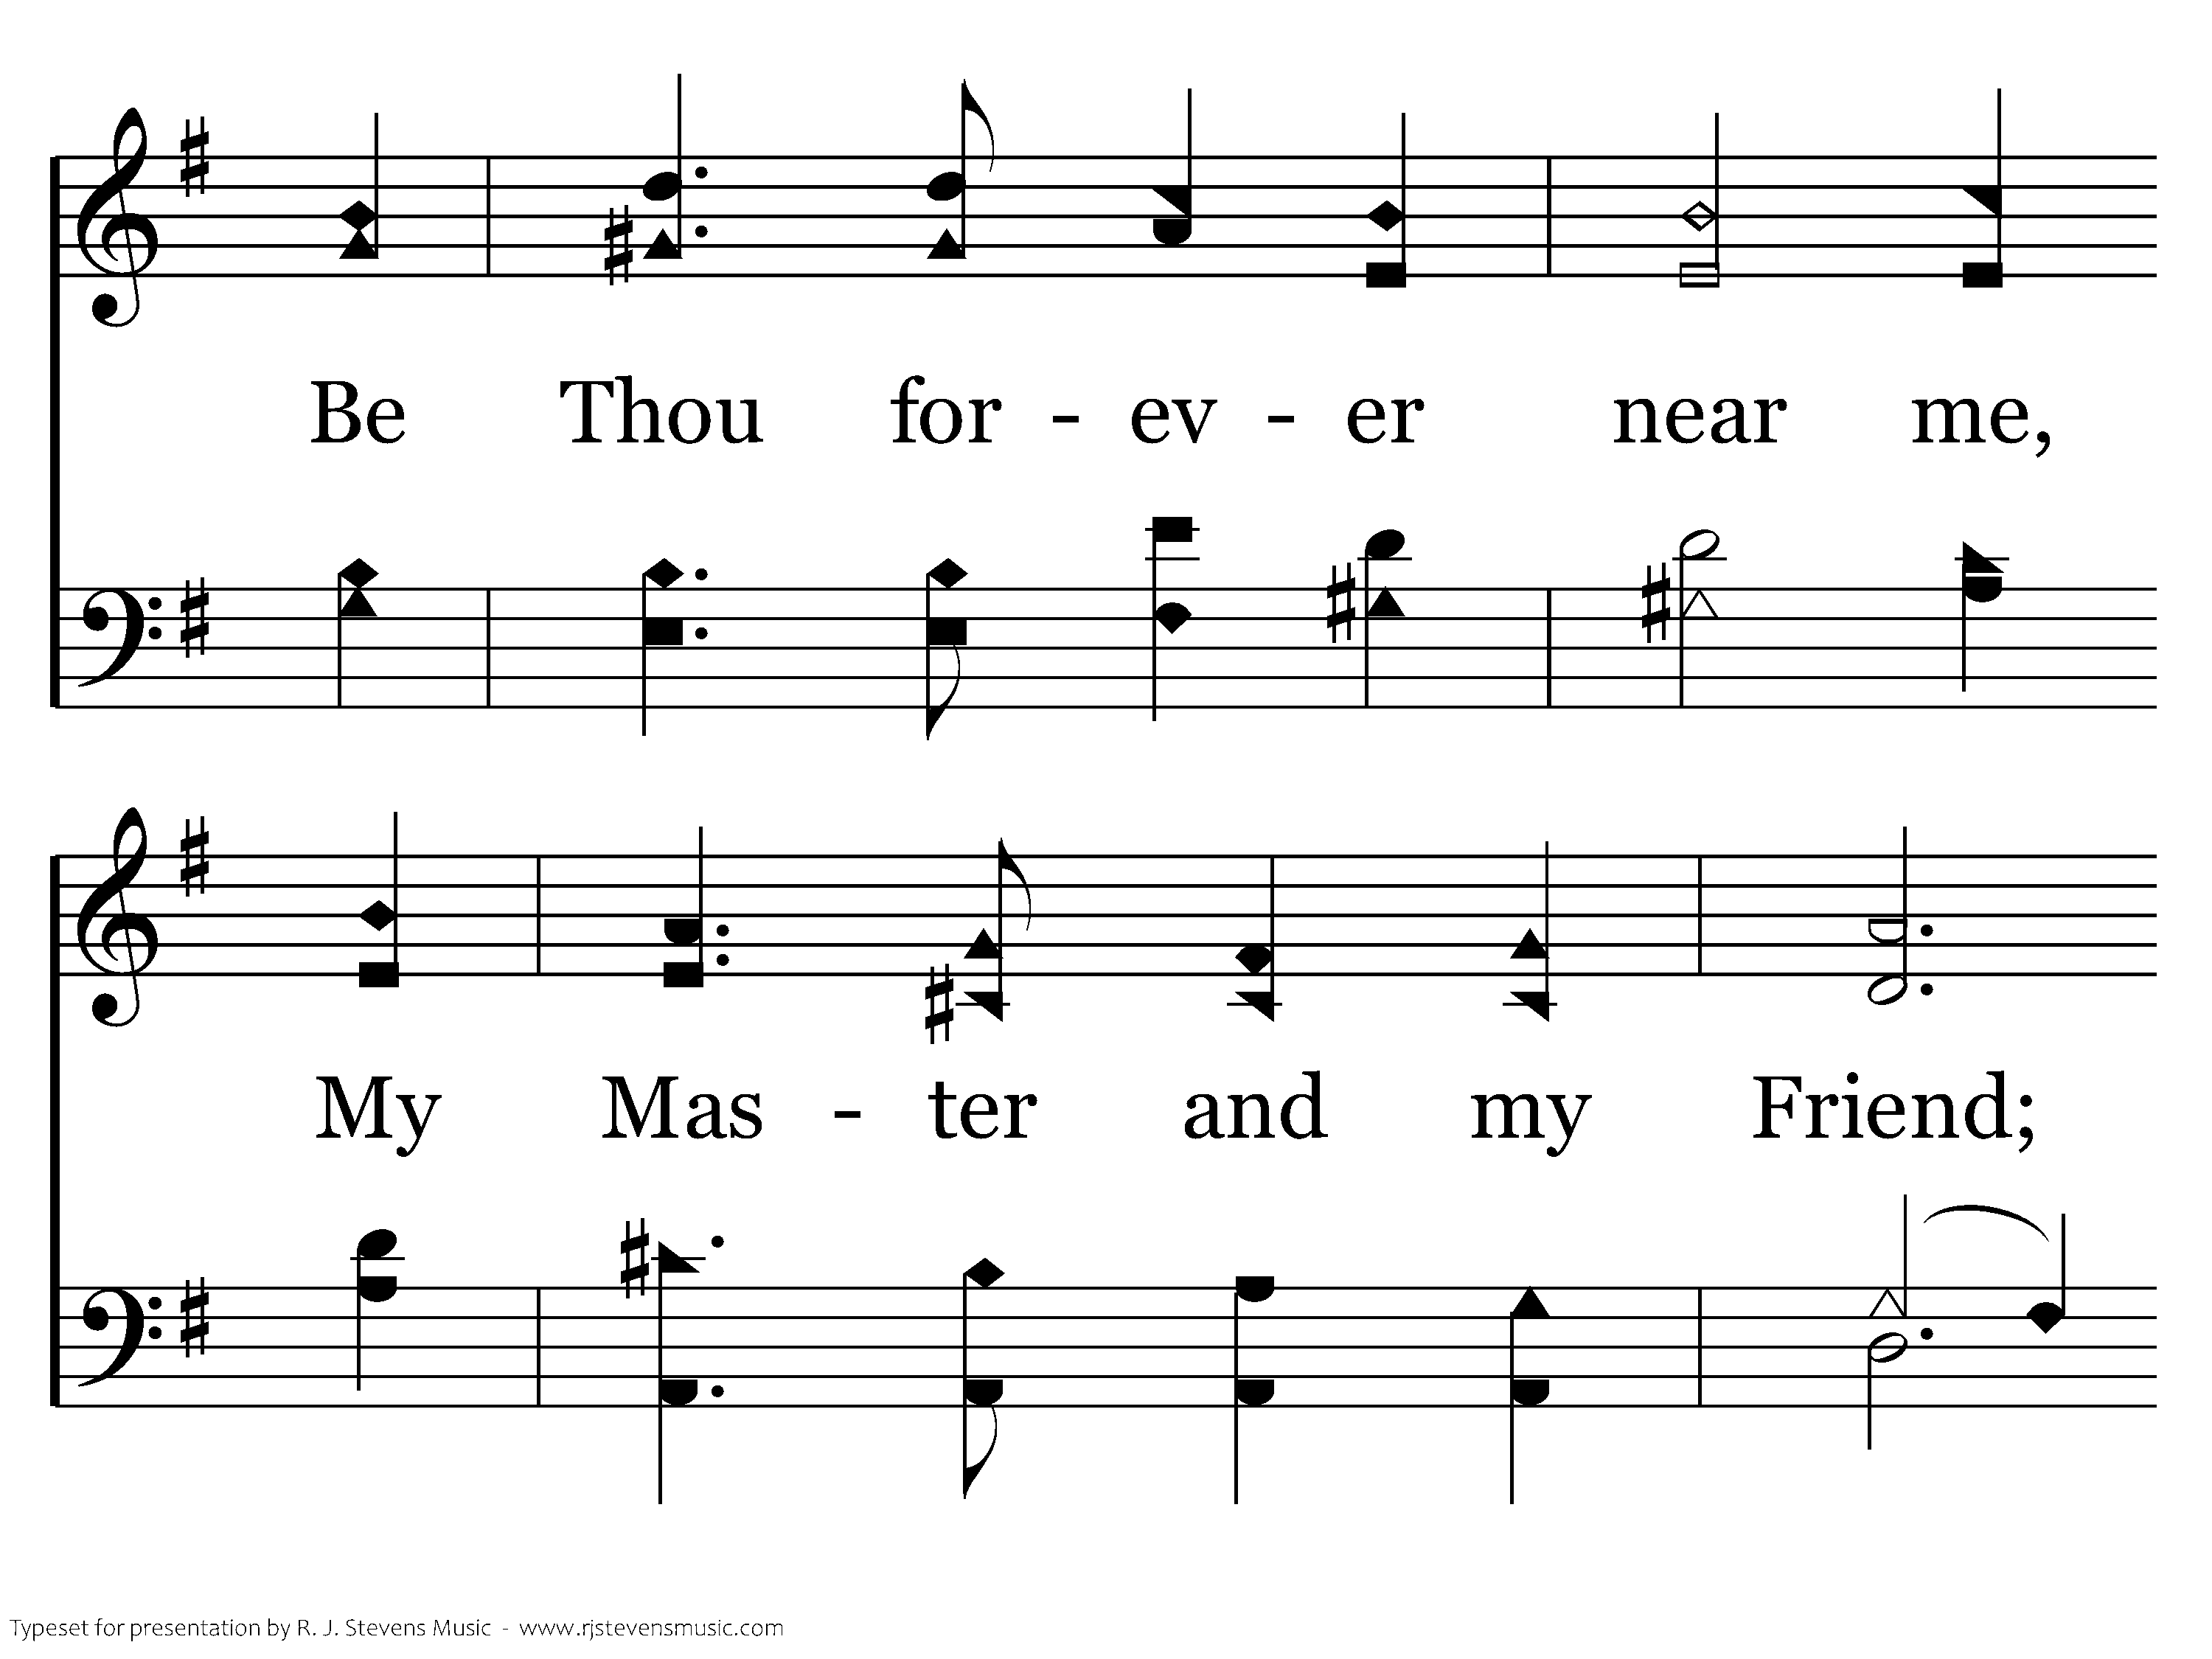 Be Thou for - ev - er near me,
My Mas - ter and my Friend;
Typeset for presentation by R. J. Stevens Music - www.rjstevensmusic.com